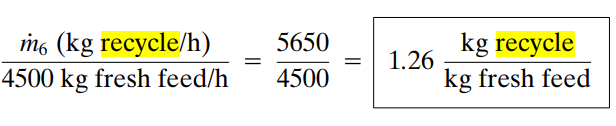 ṁ₆ (kg recycle/h) / 4500 kg fresh feed/h = 5650 / 4500 = 1.26 kg recycle / kg fresh feed